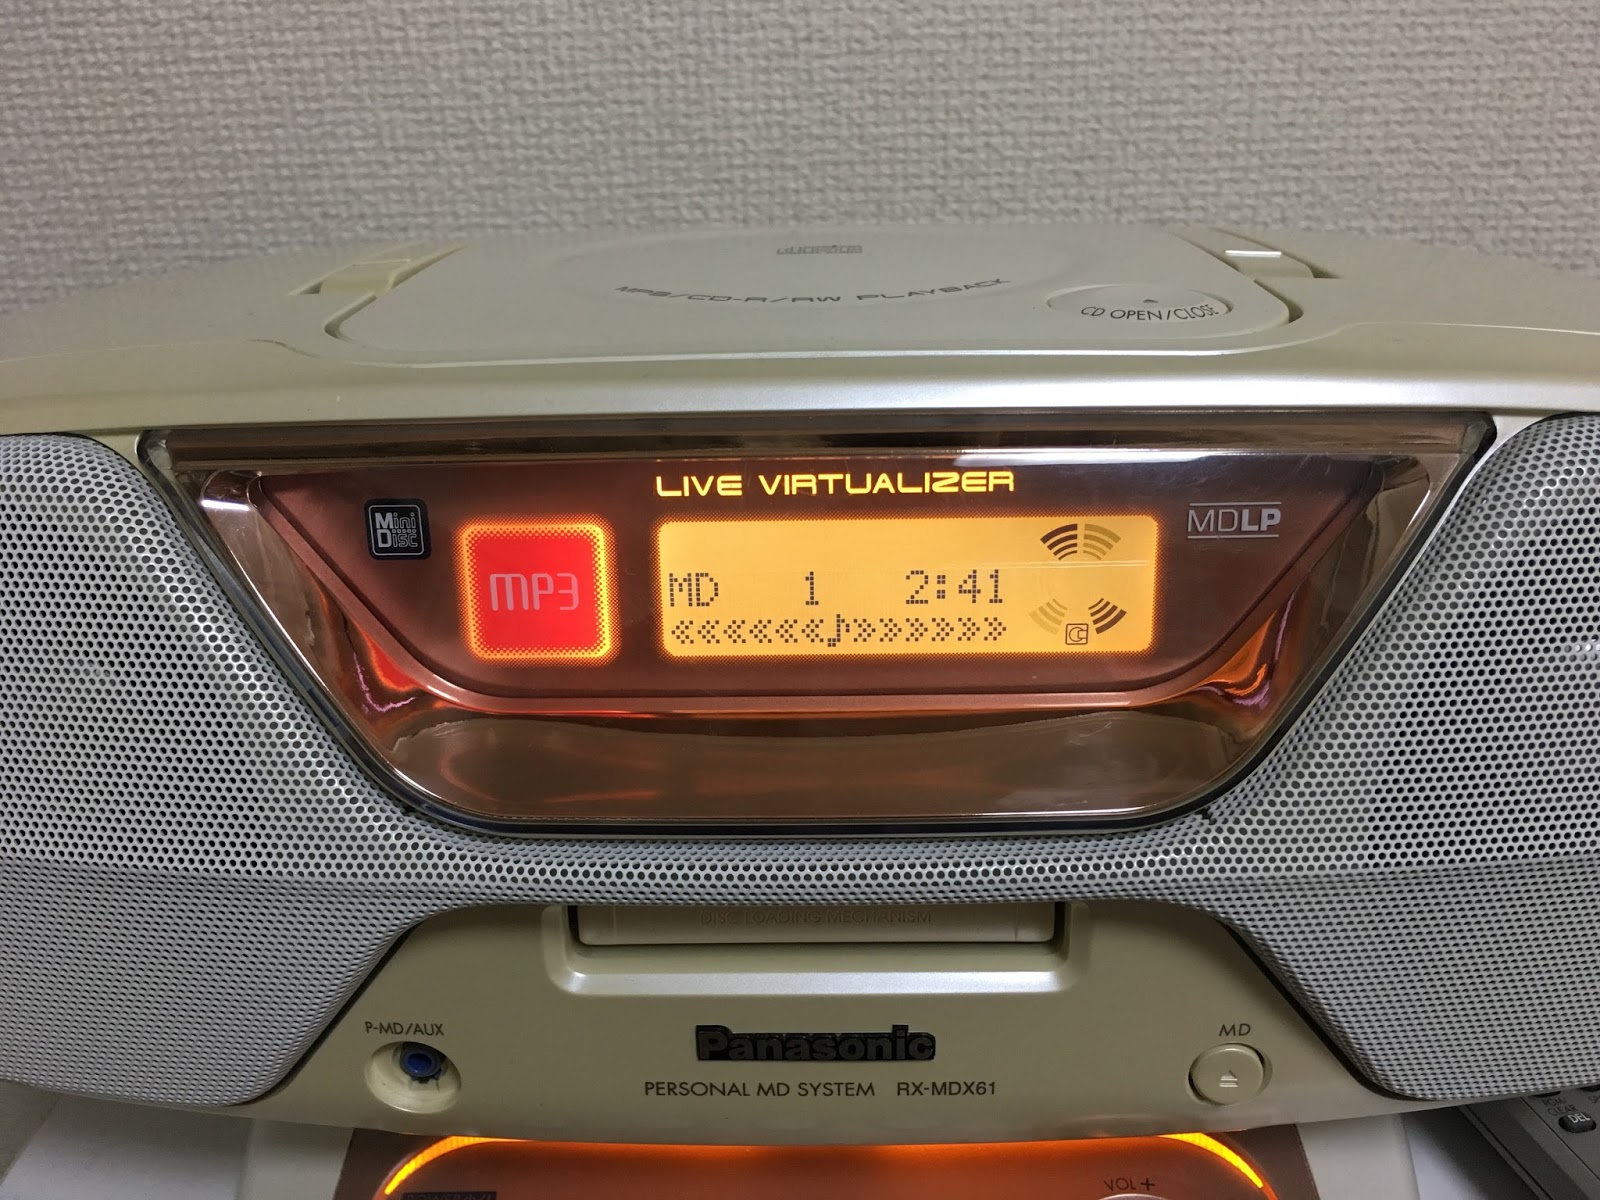 MP3/CD-R/RW PLAYBACK
CD OPEN/CLOSE
LIVE VIRTUALIZER
Mini
Disc
MP3
MD 1 2:41
««««««♪»»»»»»
MDLP
DISC LOADING MECHANISM
P-MD/AUX
Panasonic
MD
PERSONAL MD SYSTEM RX-MDX61
DEL
VOL +